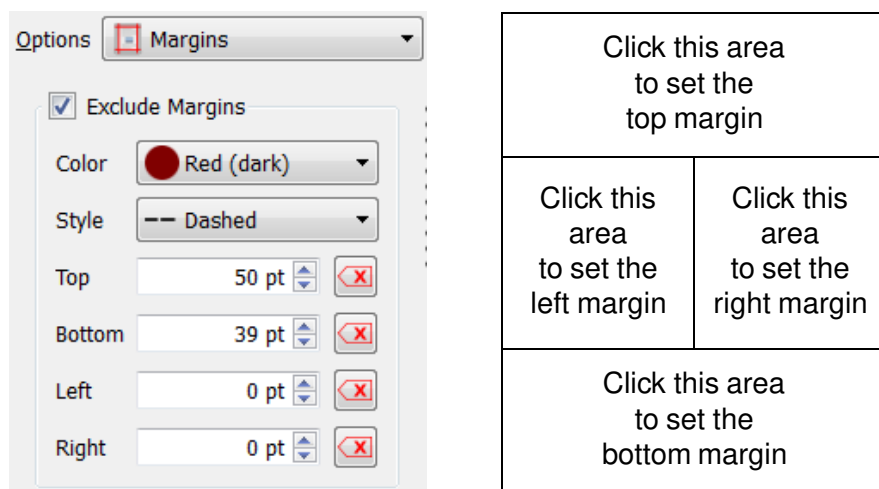 Options Margins
Exclude Margins
Color Red (dark)
Style Dashed
Top 50 pt
Bottom 39 pt
Left 0 pt
Right 0 pt
Click this area
to set the
top margin
Click this
area
to set the
left margin
Click this
area
to set the
right margin
Click this area
to set the
bottom margin